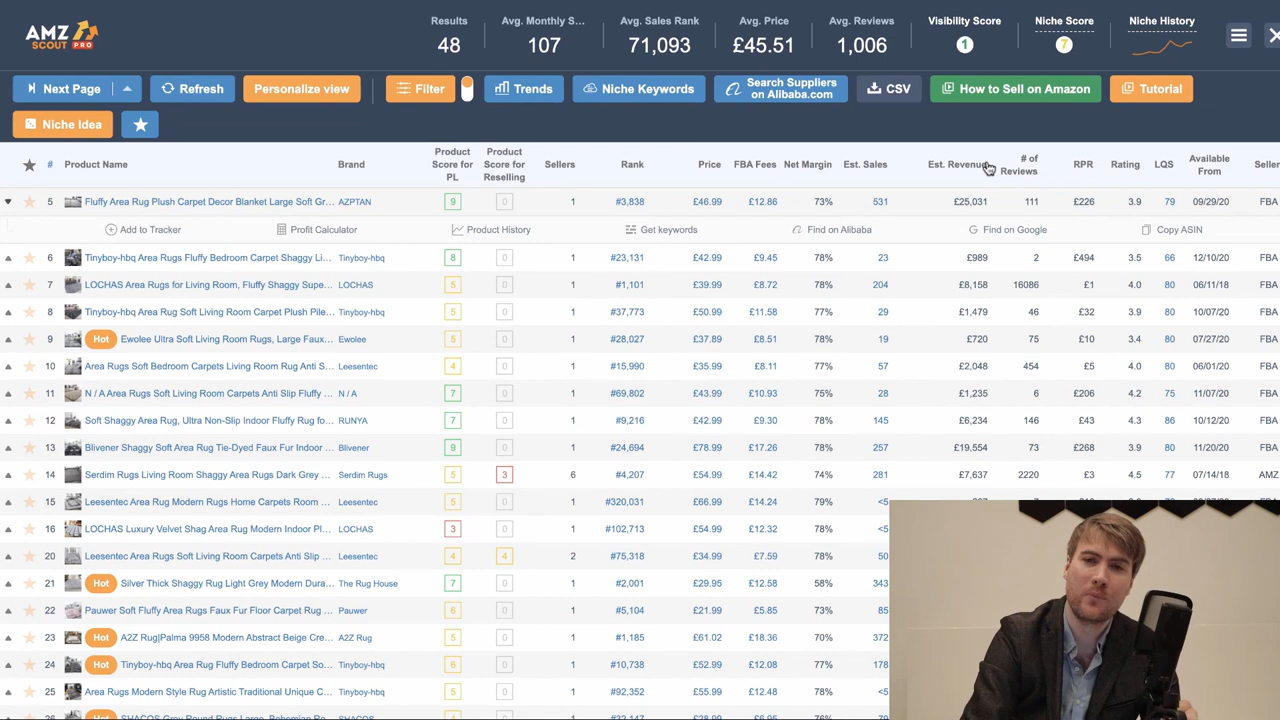 AMZ
SCOUT PRO
Results
48
Avg. Monthly S...
107
Avg. Sales Rank
71,093
Avg. Price
£45.51
Avg. Reviews
1,006
Visibility Score
1
Niche Score
7
Niche History
Next Page
Refresh
Personalize view
Filter
Trends
Niche Keywords
Search Suppliers
on Alibaba.com
CSV
How to Sell on Amazon
Tutorial
Niche Idea
# Product Name Brand Product Score for PL Product Score for Reselling Sellers Rank Price FBA Fees Net Margin Est. Sales Est. Revenue # of Reviews RPR Rating LQS Available From Seller
5 Fluffy Area Rug Plush Carpet Decor Blanket Large Soft Gr... AZPTAN 9 0 1 #3,838 £46.99 £12.86 73% 531 £25,031 111 £226 3.9 79 09/29/20 FBA
Add to Tracker Profit Calculator Product History Get keywords Find on Alibaba Find on Google Copy ASIN
6 Tinyboy-hbq Area Rugs Fluffy Bedroom Carpet Shaggy Li... Tinyboy-hbq 8 0 1 #23,131 £42.99 £9.45 78% 23 £989 2 £494 3.5 66 12/10/20 FBA
7 LOCHAS Area Rugs for Living Room, Fluffy Shaggy Supe... LOCHAS 5 0 1 #1,101 £39.99 £8.72 78% 204 £8,158 16086 £1 4.0 80 06/11/18 FBA
8 Tinyboy-hbq Area Rug Soft Living Room Carpet Plush Pile... Tinyboy-hbq 5 0 1 #37,773 £50.99 £11.58 77% 29 £1,479 46 £32 3.9 80 10/07/20 FBA
9 Hot Ewolee Ultra Soft Living Room Rugs, Large Faux... Ewolee 5 0 1 #28,027 £37.89 £8.51 78% 19 £720 75 £10 3.4 80 07/27/20 FBA
10 Area Rugs Soft Bedroom Carpets Living Room Rug Anti S... Leesentec 4 0 1 #15,990 £35.99 £8.11 77% 57 £2,048 454 £5 4.0 80 06/01/20 FBA
11 N / A Area Rugs Soft Living Room Carpets Anti Slip Fluffy ... N / A 7 0 1 #69,802 £43.99 £10.93 75% 28 £1,235 6 £206 4.2 75 11/07/20 FBA
12 Soft Shaggy Area Rug, Ultra Non-Slip Indoor Fluffy Rug fo... RUNYA 7 0 1 #9,216 £42.99 £9.30 78% 145 £6,234 146 £43 4.3 86 10/12/20 FBA
13 Blivener Shaggy Soft Area Rug Tie-Dyed Faux Fur Indoor ... Blivener 9 0 1 #24,694 £78.99 £17.26 78% 257 £19,554 73 £268 3.9 80 11/20/20 FBA
14 Serdim Rugs Living Room Shaggy Area Rugs Dark Grey ... Serdim Rugs 5 3 6 #4,207 £54.99 £14.42 74% 281 £7,637 2220 £3 4.5 77 07/14/18 AMZ
15 Leesentec Area Rug Modern Rugs Home Carpets Room ... Leesentec 5 0 1 #320,031 £66.99 £14.24 79% <5
16 LOCHAS Luxury Velvet Shag Area Rug Modern Indoor Pl... LOCHAS 3 0 1 #102,713 £54.99 £12.32 78% <5
20 Leesentec Area Rugs Soft Living Room Carpets Anti Slip ... Leesentec 4 4 2 #75,318 £34.99 £7.59 78% 50
21 Hot Silver Thick Shaggy Rug Light Grey Modern Dura... The Rug House 7 0 1 #2,001 £29.95 £12.58 58% 343
22 Pauwer Soft Fluffy Area Rugs Faux Fur Floor Carpet Rug ... Pauwer 6 0 1 #5,104 £21.99 £5.85 73% 85
23 Hot A2Z Rug|Palma 9958 Modern Abstract Beige Cre... A2Z Rug 5 0 1 #1,185 £61.02 £18.36 70% 372
24 Hot Tinyboy-hbq Area Rug Fluffy Bedroom Carpet So... Tinyboy-hbq 6 0 1 #10,738 £52.99 £12.08 77% 178
25 Area Rugs Modern Style Rug Artistic Traditional Unique C... Tinyboy-hbq 5 0 1 #92,352 £55.99 £12.48 78% <5
26 Hot SHACOS Grey Round Rugs Large, Bohemian Re... SHACOS 0 1 #32,147 £28.99 £6.95 76% 79